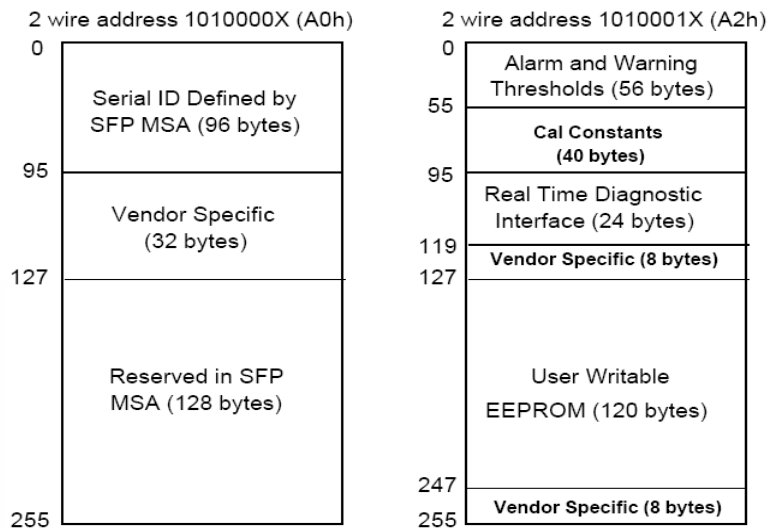 2 wire address 1010000X (A0h)
0
Serial ID Defined by
SFP MSA (96 bytes)
95
Vendor Specific
(32 bytes)
127
Reserved in SFP
MSA (128 bytes)
255
2 wire address 1010001X (A2h)
0
Alarm and Warning
Thresholds (56 bytes)
55
Cal Constants
(40 bytes)
95
Real Time Diagnostic
Interface (24 bytes)
119
Vendor Specific (8 bytes)
127
User Writable
EEPROM (120 bytes)
247
Vendor Specific (8 bytes)
255